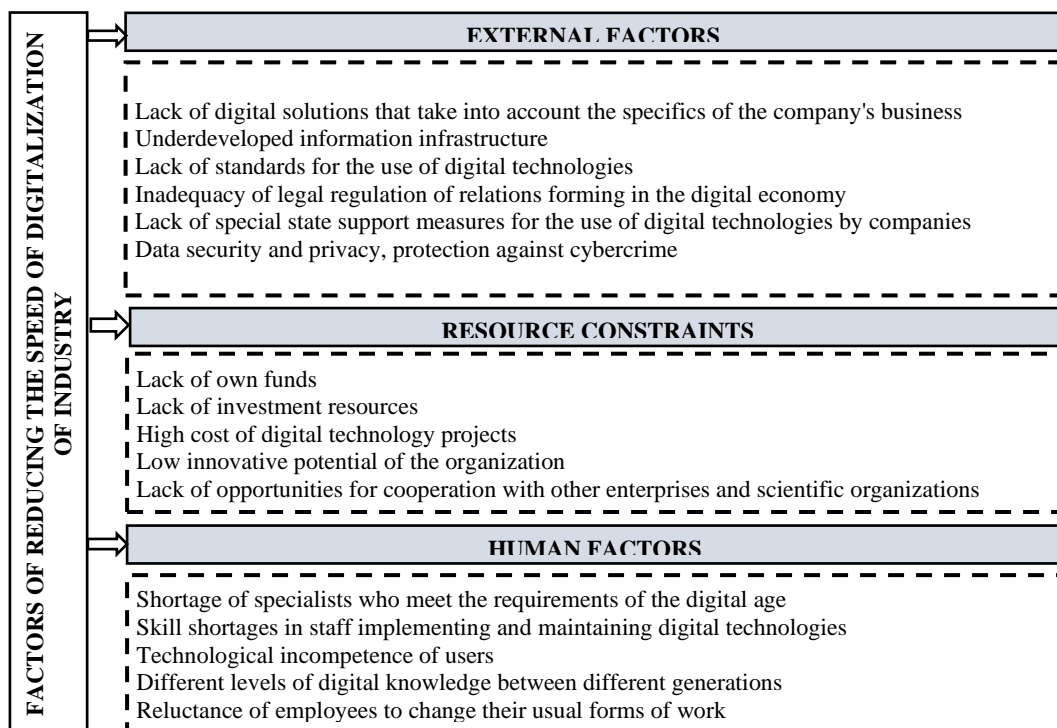 FACTORS OF REDUCING THE SPEED OF DIGITALIZATION
OF INDUSTRY
EXTERNAL FACTORS
Lack of digital solutions that take into account the specifics of the company's business
Underdeveloped information infrastructure
Lack of standards for the use of digital technologies
Inadequacy of legal regulation of relations forming in the digital economy
Lack of special state support measures for the use of digital technologies by companies
Data security and privacy, protection against cybercrime
RESOURCE CONSTRAINTS
Lack of own funds
Lack of investment resources
High cost of digital technology projects
Low innovative potential of the organization
Lack of opportunities for cooperation with other enterprises and scientific organizations
HUMAN FACTORS
Shortage of specialists who meet the requirements of the digital age
Skill shortages in staff implementing and maintaining digital technologies
Technological incompetence of users
Different levels of digital knowledge between different generations
Reluctance of employees to change their usual forms of work